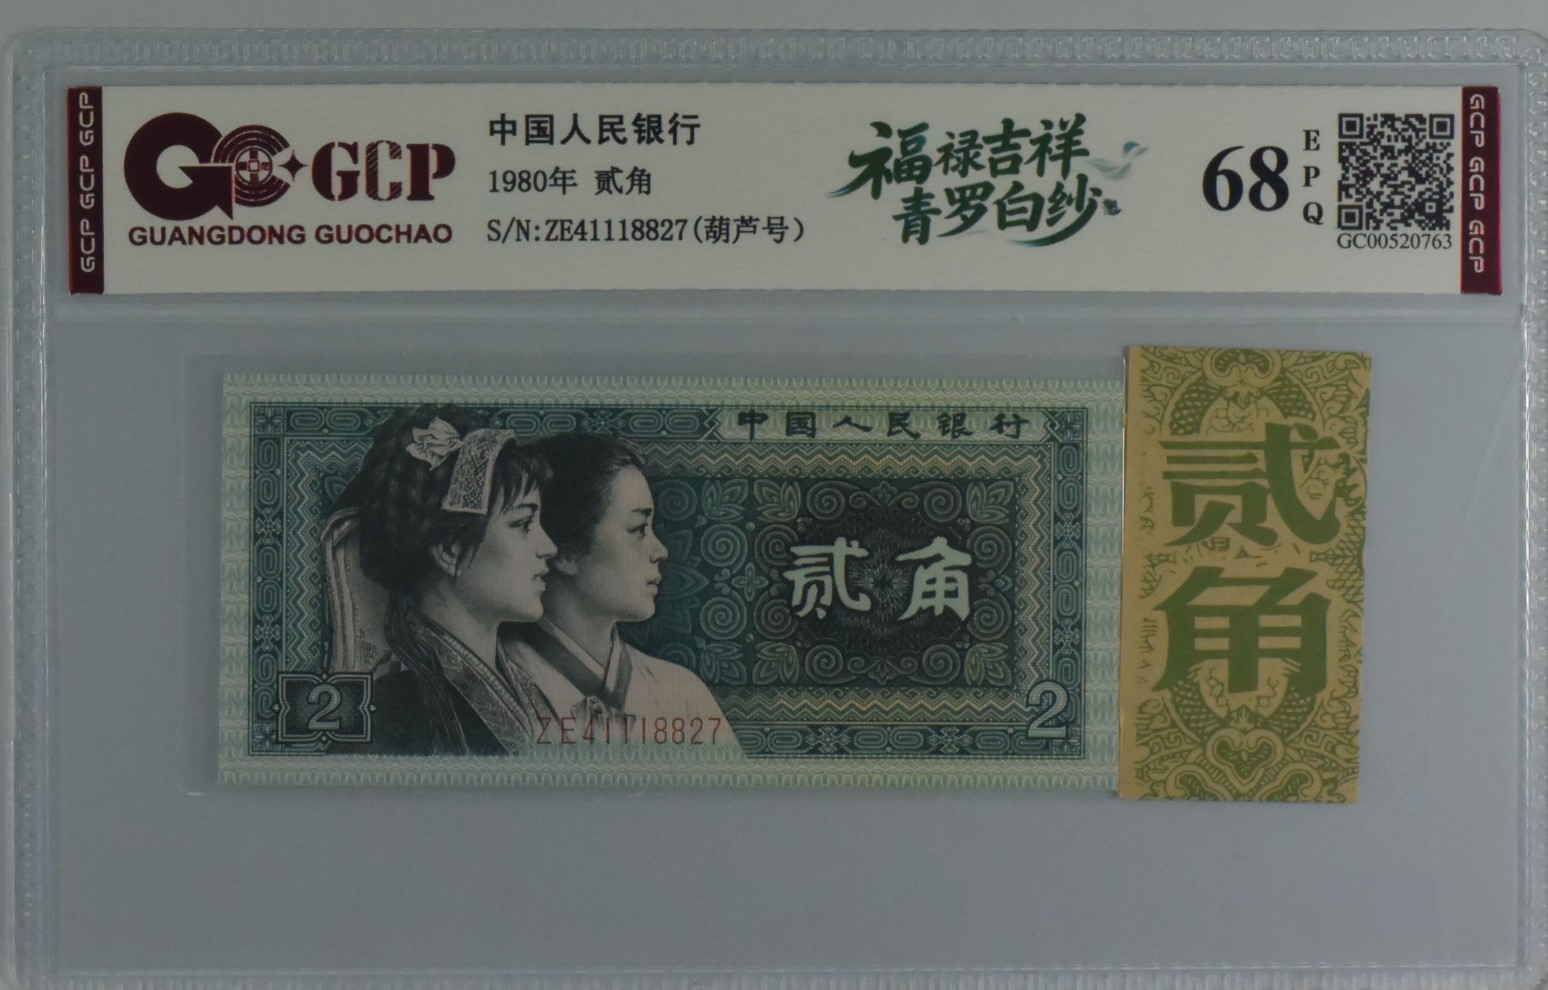 GCP GCP GCP
GCP
GUANGDONG GUOCHAO
中国人民银行
1980年 贰角
S/N:ZE41118827(葫芦号)
福禄吉祥
青罗白纱
68
EPQ
GC00520763
GCP GCP GCP
中国人民银行
贰角
2
ZE41118827
2
贰角